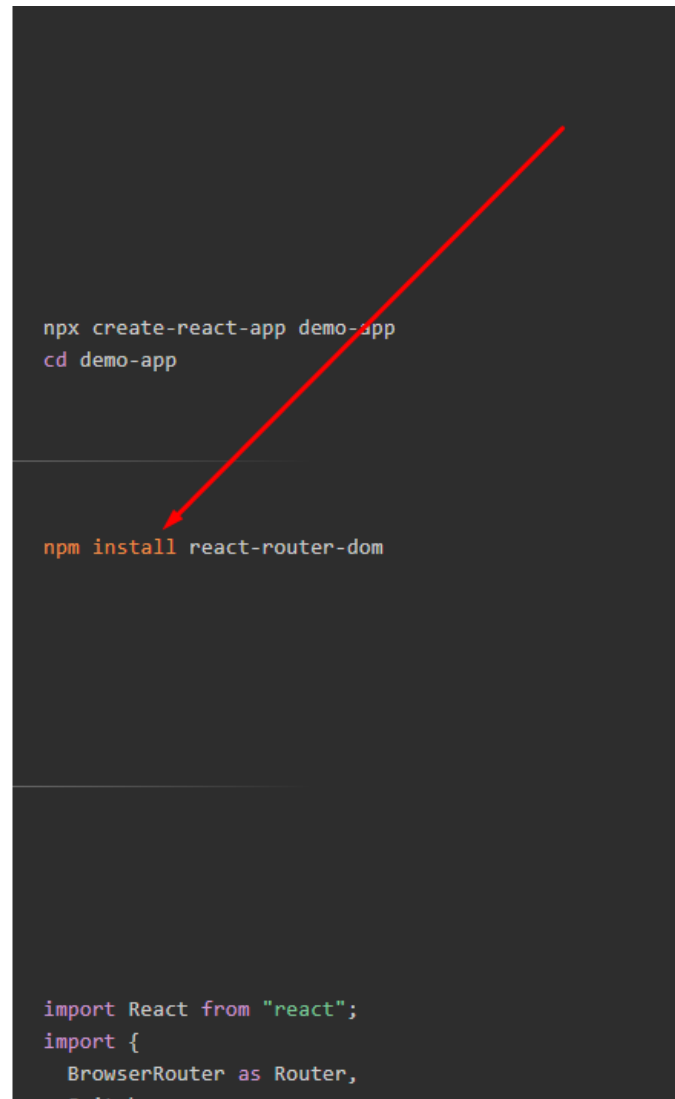 npx create-react-app demo-app
cd demo-app
npm install react-router-dom
import React from "react";
import {
BrowserRouter as Router,